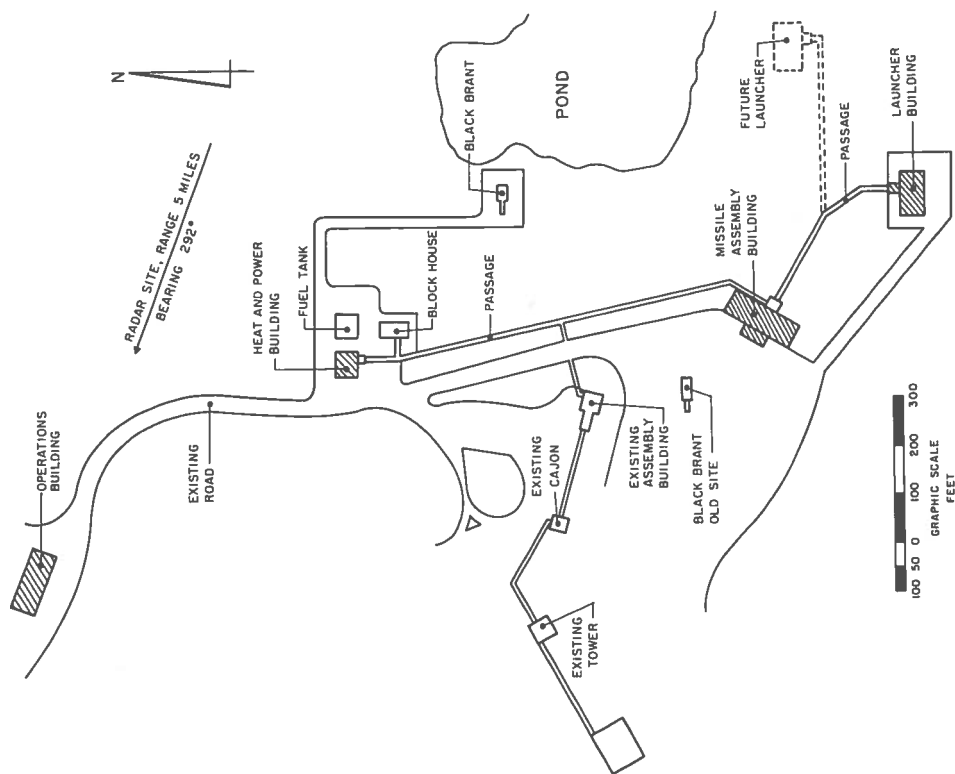 N
RADAR SITE, RANGE 5 MILES
BEARING 292°
OPERATIONS
BUILDING
EXISTING
ROAD
HEAT AND POWER
BUILDING
FUEL TANK
BLOCK HOUSE
BLACK BRANT
POND
PASSAGE
EXISTING
CAJON
EXISTING
ASSEMBLY
BUILDING
EXISTING
TOWER
BLACK BRANT
OLD SITE
MISSILE
ASSEMBLY
BUILDING
FUTURE
LAUNCHER
PASSAGE
LAUNCHER
BUILDING
100 50 0 100 200 300
GRAPHIC SCALE
FEET